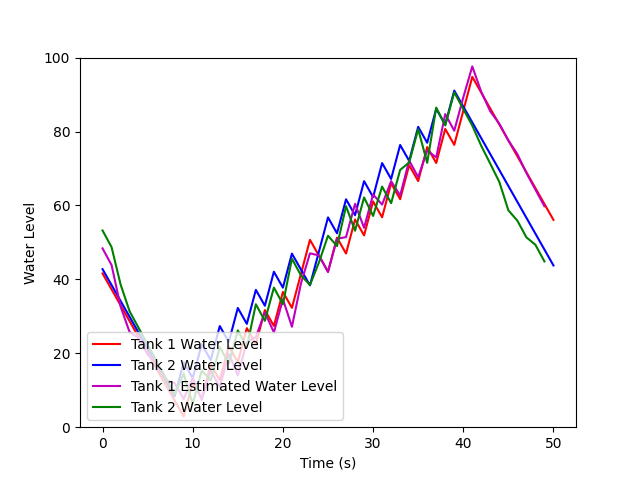 100
80
60
40
20
0
Water Level
Tank 1 Water Level
Tank 2 Water Level
Tank 1 Estimated Water Level
Tank 2 Water Level
0 10 20 30 40 50
Time (s)